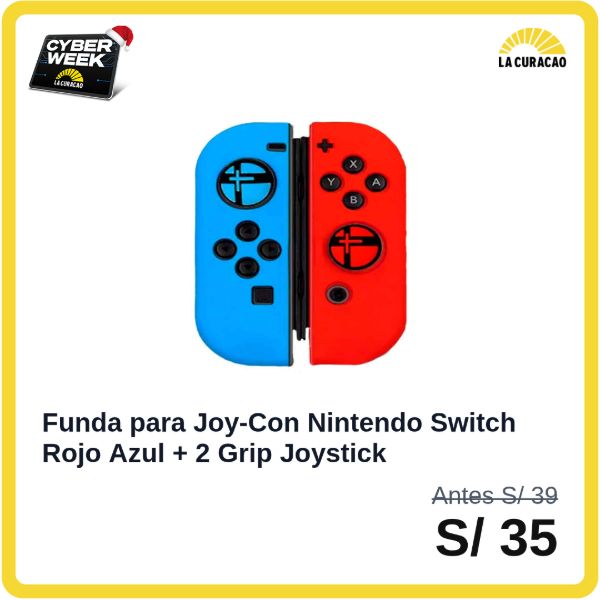 CYBER
WEEK
LA CURACAO
LA CURACAO
X
Y
A
B
Funda para Joy-Con Nintendo Switch
Rojo Azul + 2 Grip Joystick
Antes S/ 39
S/ 35